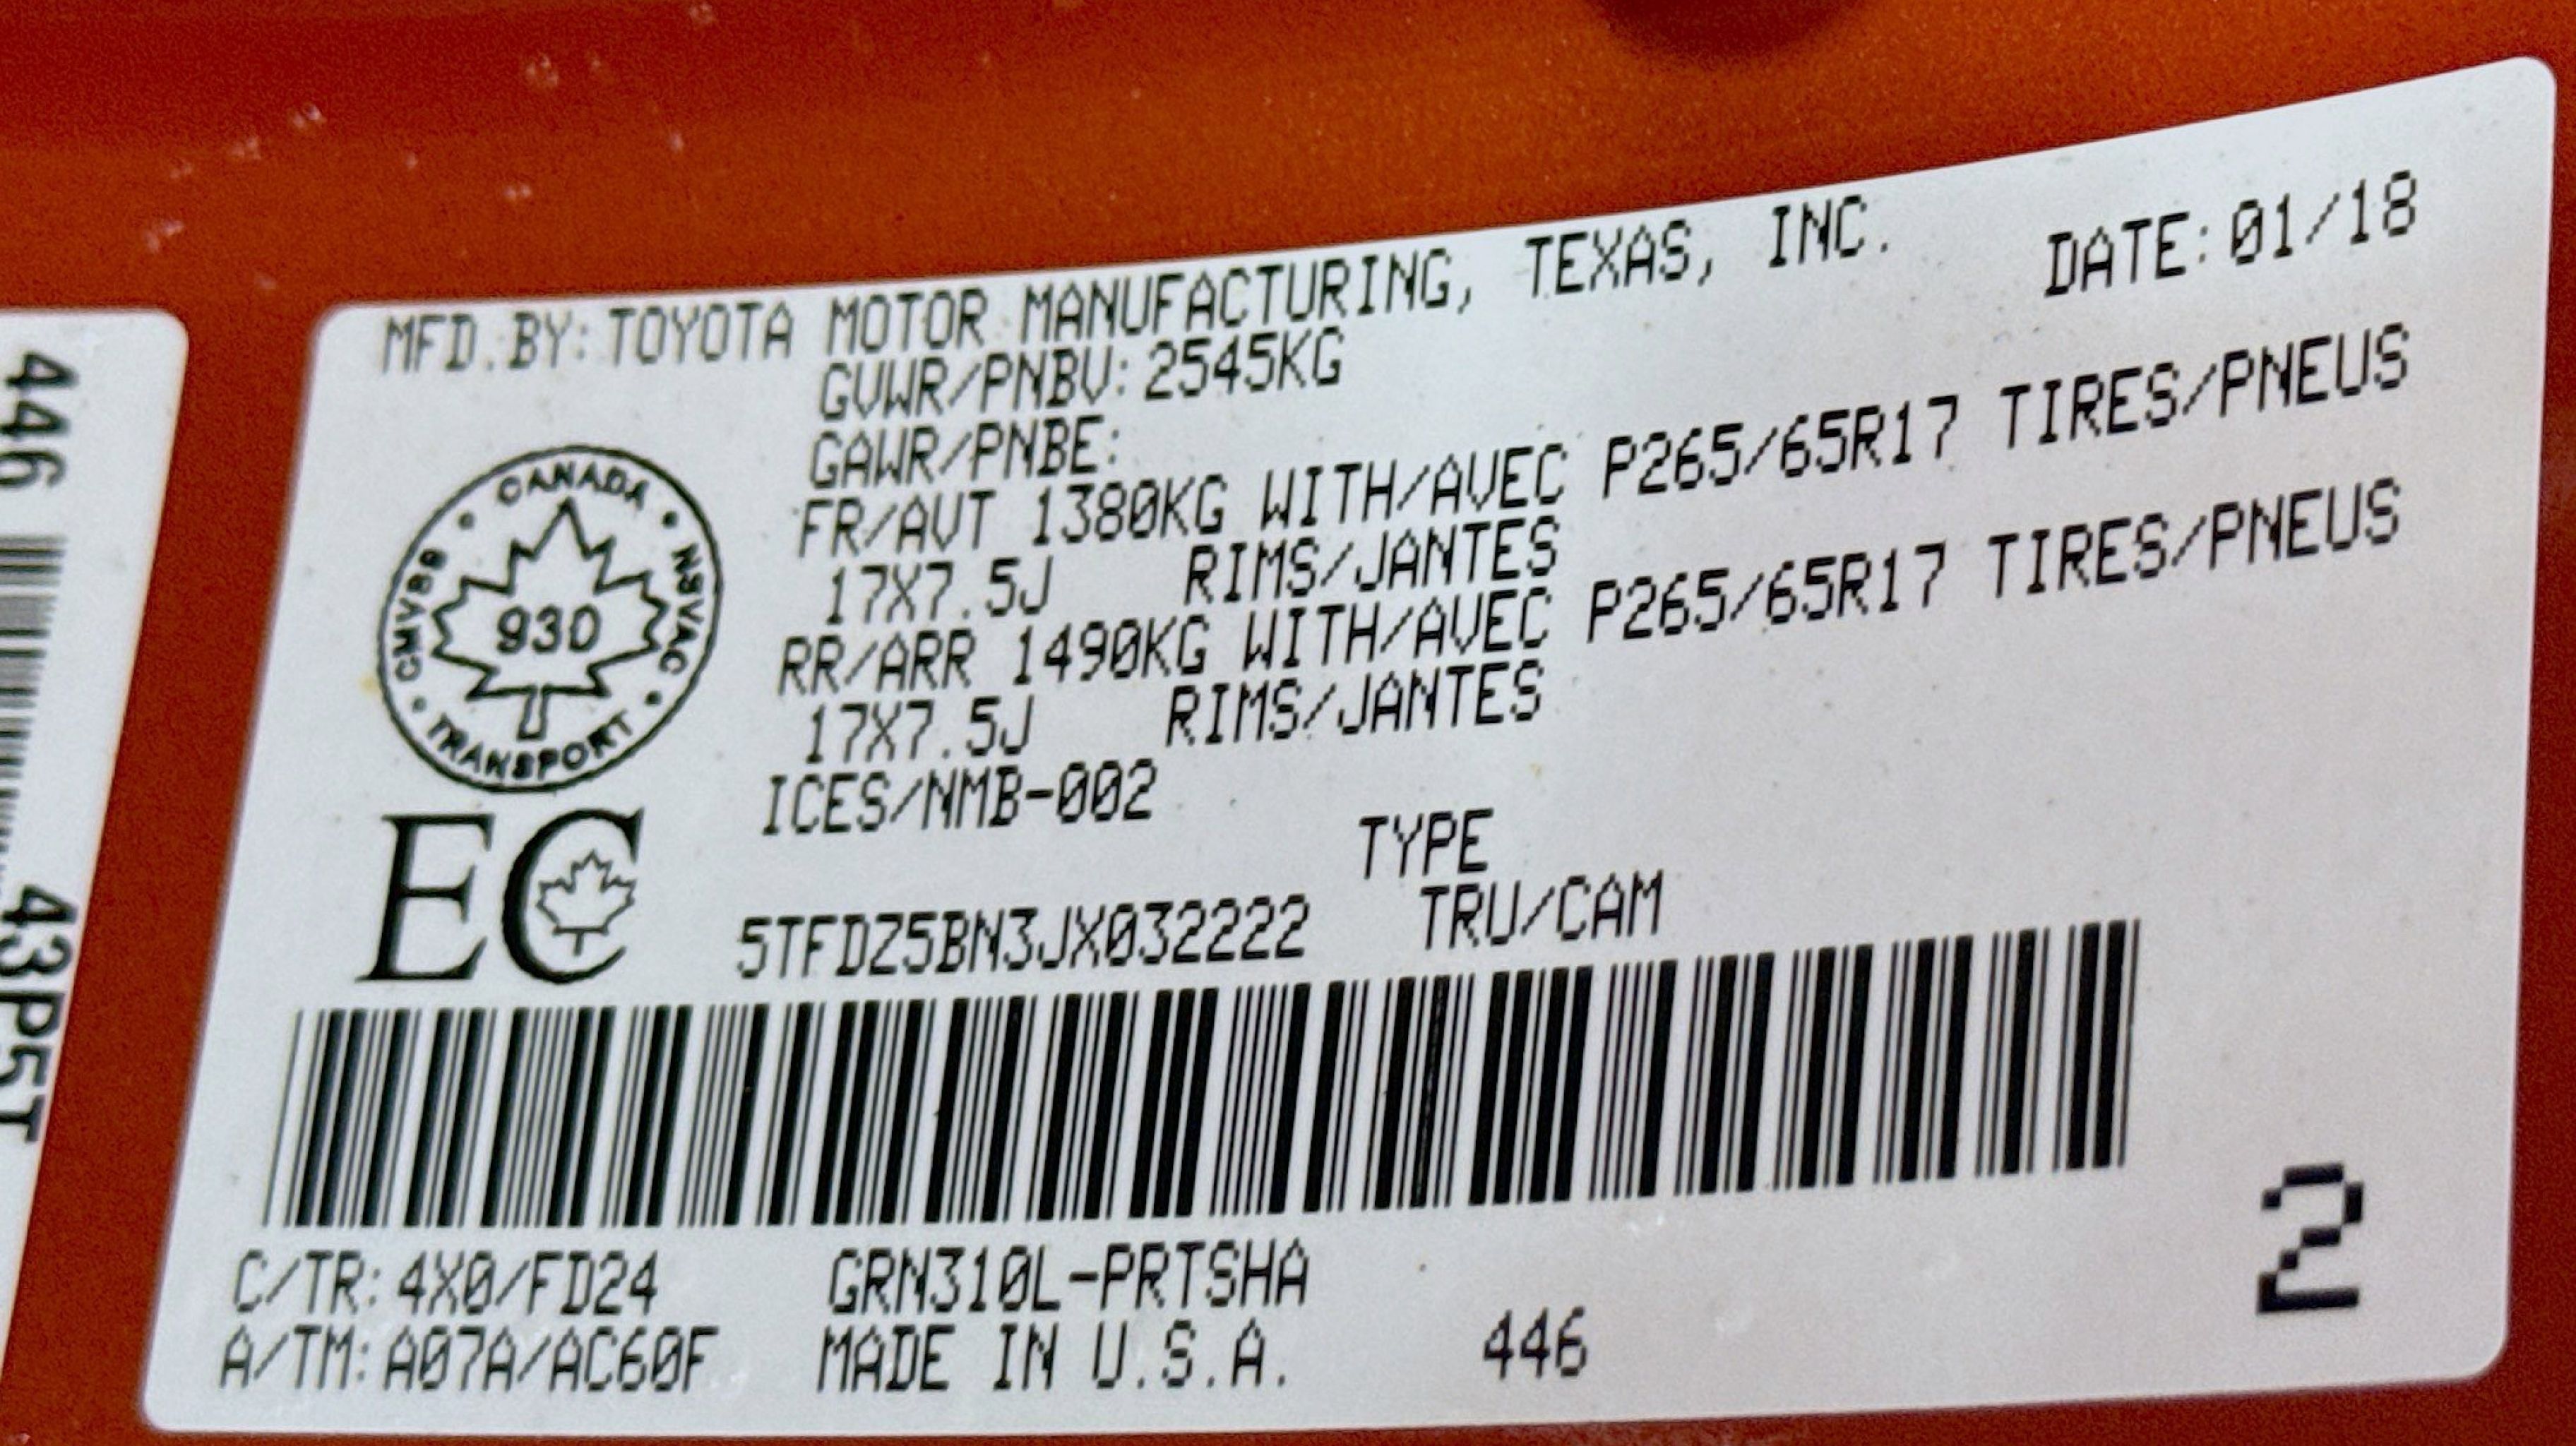 MFD.BY: TOYOTA MOTOR MANUFACTURING, TEXAS, INC. DATE: 01/18
GVWR/PNBV: 2545KG
GAWR/PNBE:
FR/AVT 1380KG WITH/AVEC P265/65R17 TIRES/PNEUS
17X7.5J RIMS/JANTES
RR/ARR 1490KG WITH/AVEC P265/65R17 TIRES/PNEUS
17X7.5J RIMS/JANTES
ICES/NMB-002
CANADA
CMVSS
NSVAC
930
TRANSPORT
EC
TYPE
5TFDZ5BN3JX032222 TRU/CAM
C/TR: 4X0/FD24 GRN310L-PRTSHA
A/TM: A07A/AC60F MADE IN U.S.A. 446
2
446
43P5T